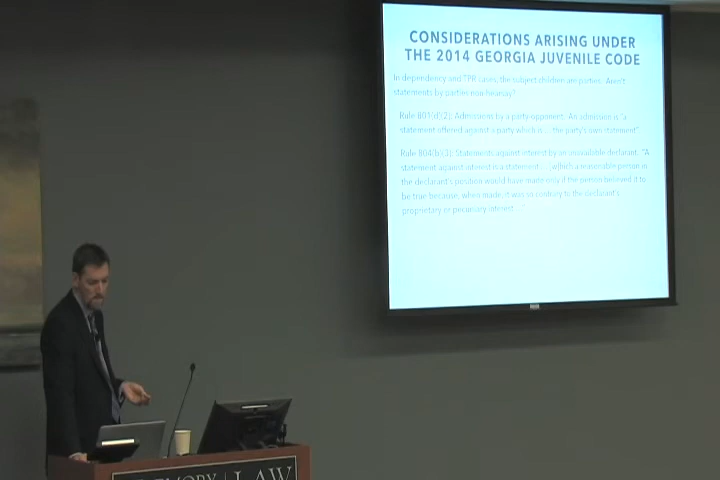 CONSIDERATIONS ARISING UNDER
THE 2014 GEORGIA JUVENILE CODE
In dependency and TPR cases, the subject children are parties. Aren't
statements by parties non-hearsay?
Rule 801(d)(2): Admissions by a party-opponent. An admission is "a
statement offered against a party which is ... the party's own statement".
Rule 804(b)(3): Statements against interest by an unavailable declarant. "A
statement against interest is a statement ... [w]hich a reasonable person in
the declarant's position would have made only if the person believed it to
be true because, when made, it was so contrary to the declarant's
proprietary or pecuniary interest ..."
EMORY | LAW